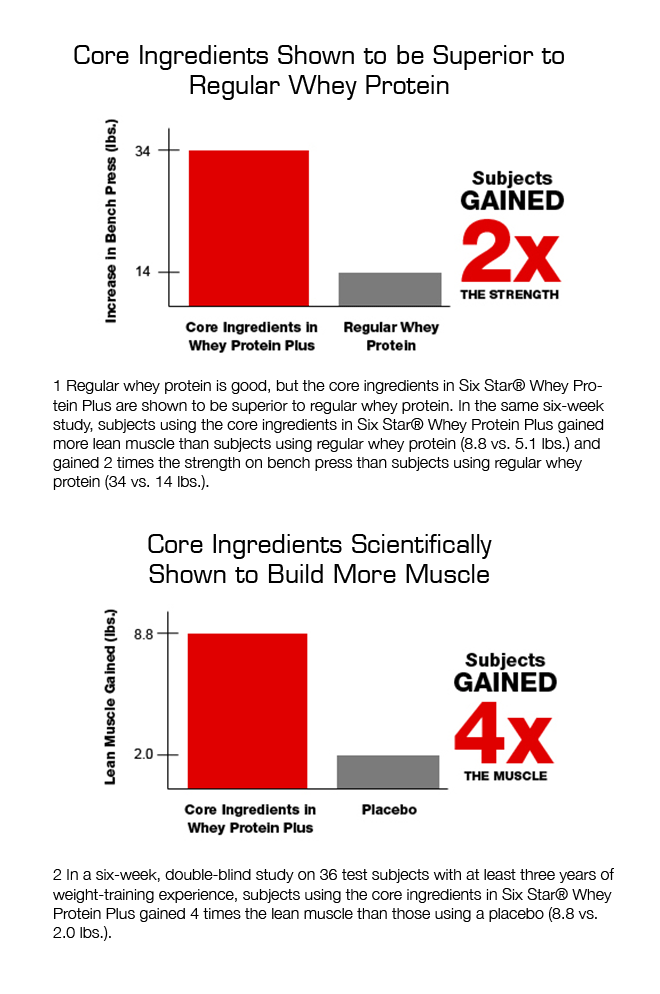 Core Ingredients Shown to be Superior to
Regular Whey Protein
Increase in Bench Press (lbs.)
34
14
Core Ingredients in
Whey Protein Plus
Regular Whey
Protein
Subjects
GAINED
2x
THE STRENGTH
1 Regular whey protein is good, but the core ingredients in Six Star® Whey Pro-
tein Plus are shown to be superior to regular whey protein. In the same six-week
study, subjects using the core ingredients in Six Star® Whey Protein Plus gained
more lean muscle than subjects using regular whey protein (8.8 vs. 5.1 lbs.) and
gained 2 times the strength on bench press than subjects using regular whey
protein (34 vs. 14 lbs.).
Core Ingredients Scientifically
Shown to Build More Muscle
Lean Muscle Gained (lbs.)
8.8
2.0
Core Ingredients in
Whey Protein Plus
Placebo
Subjects
GAINED
4x
THE MUSCLE
2 In a six-week, double-blind study on 36 test subjects with at least three years of
weight-training experience, subjects using the core ingredients in Six Star® Whey
Protein Plus gained 4 times the lean muscle than those using a placebo (8.8 vs.
2.0 lbs.).